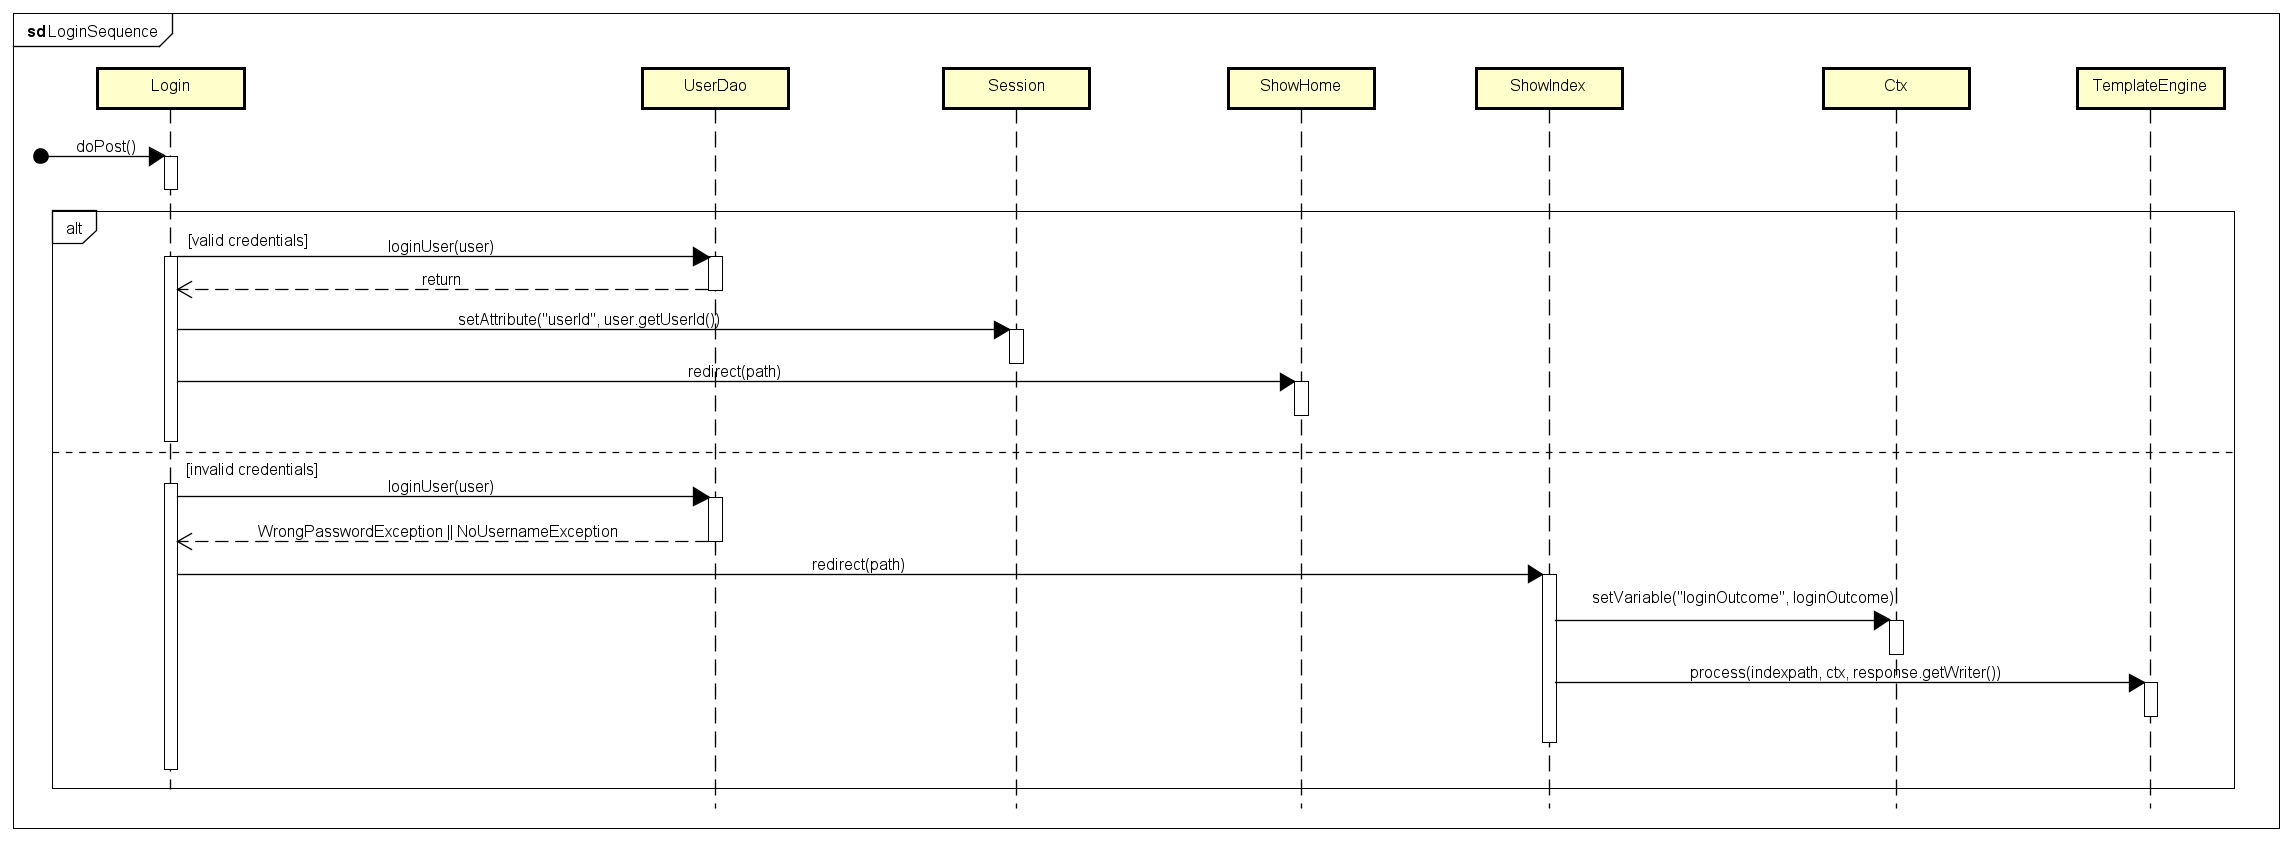 sd LoginSequence
Login
UserDao
Session
ShowHome
ShowIndex
Ctx
TemplateEngine
doPost()
alt
[valid credentials]
loginUser(user)
return
setAttribute("userId", user.getUserId())
redirect(path)
[invalid credentials]
loginUser(user)
WrongPasswordException || NoUsernameException
redirect(path)
setVariable("loginOutcome", loginOutcome)
process(indexpath, ctx, response.getWriter())